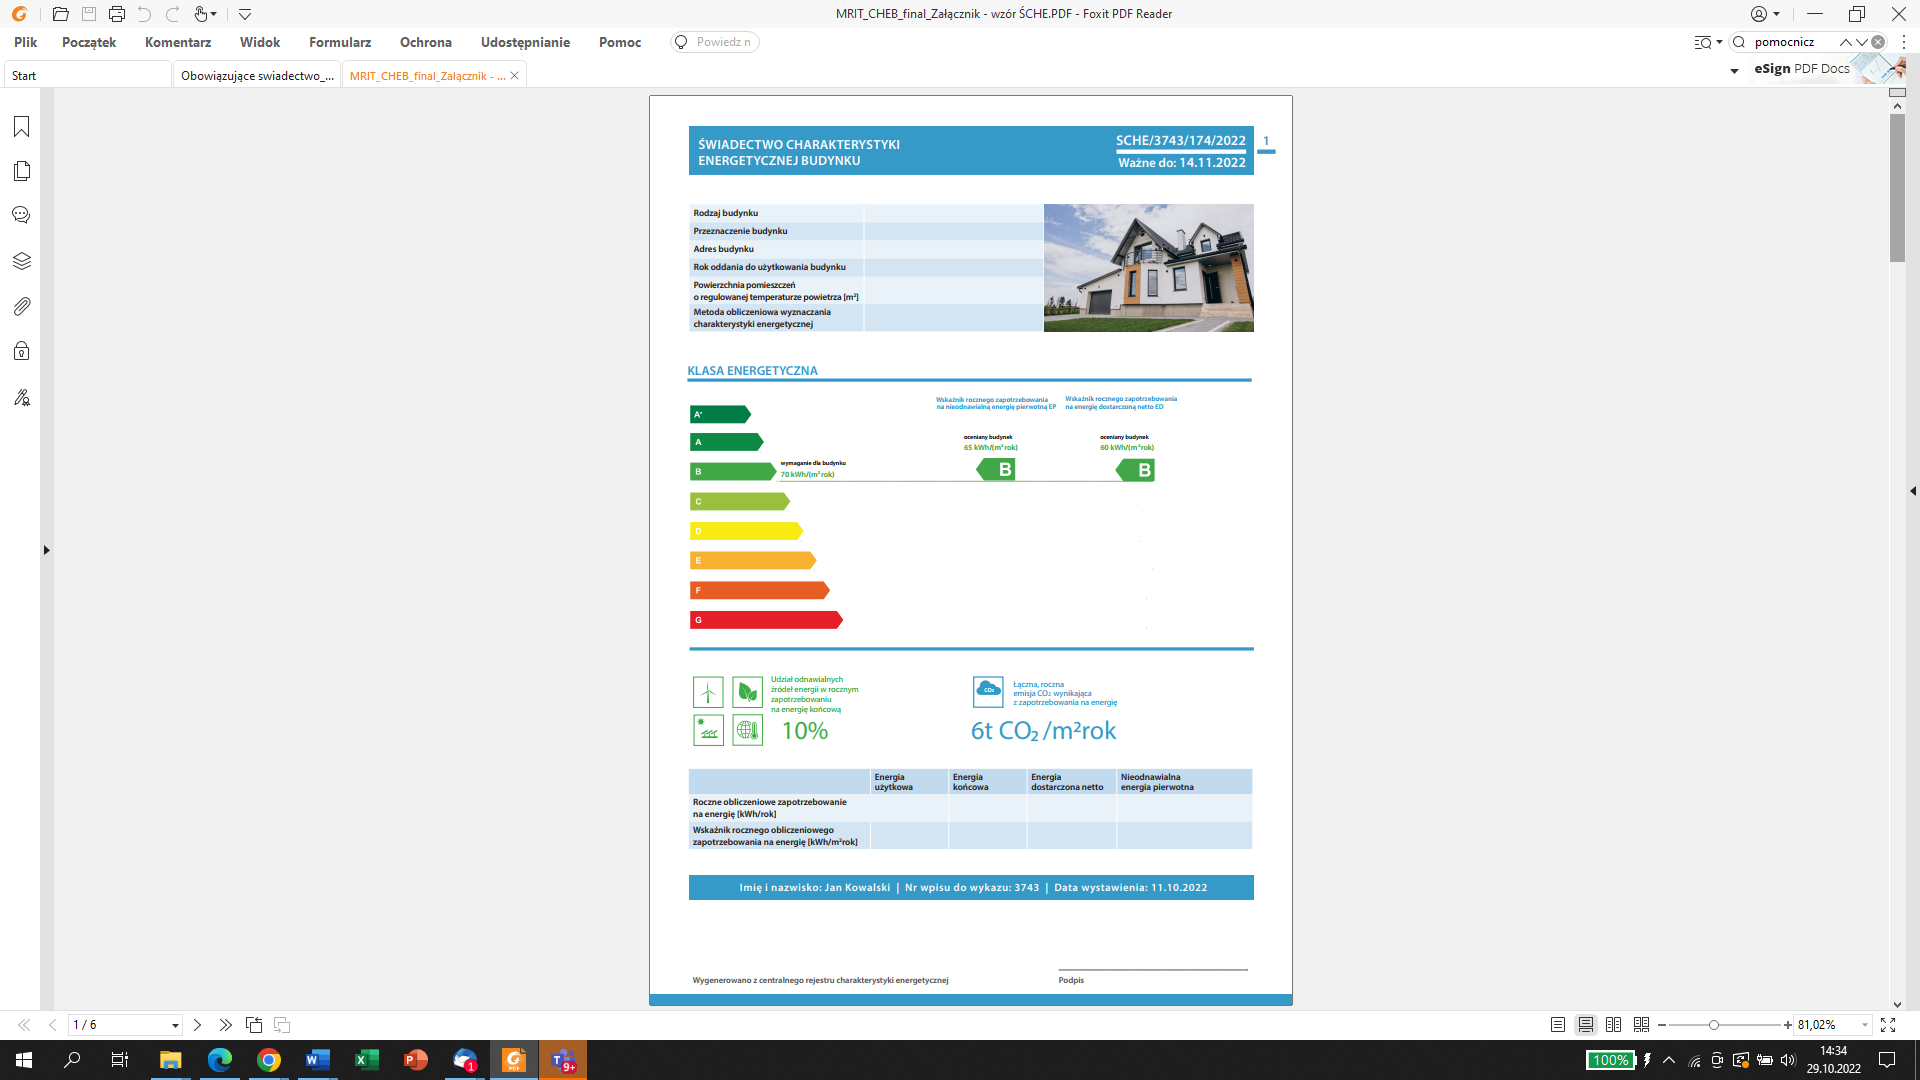 MRIT_CHEB_final_Załącznik - wzór ŚCHE.PDF - Foxit PDF Reader
Plik Początek Komentarz Widok Formularz Ochrona Udostępnianie Pomoc Powiedz n pomocnicz
Start Obowiązujące swiadectwo_... MRIT_CHEB_final_Załącznik - ... eSign PDF Docs
ŚWIADECTWO CHARAKTERYSTYKI
ENERGETYCZNEJ BUDYNKU
SCHE/3743/174/2022
Ważne do: 14.11.2022
1
Rodzaj budynku
Przeznaczenie budynku
Adres budynku
Rok oddania do użytkowania budynku
Powierzchnia pomieszczeń
o regulowanej temperaturze powietrza [m²]
Metoda obliczeniowa wyznaczania
charakterystyki energetycznej
KLASA ENERGETYCZNA
Wskaźnik rocznego zapotrzebowania
na nieodnawialną energię pierwotną EP
Wskaźnik rocznego zapotrzebowania
na energię dostarczoną netto ED
A+
A
oceniany budynek
65 kWh/(m² rok)
oceniany budynek
60 kWh/(m² rok)
B
wymaganie dla budynku
70 kWh/(m² rok)
B
B
C
D
E
F
G
Udział odnawialnych
źródeł energii w rocznym
zapotrzebowaniu
na energię końcową
10%
CO₂
Łączna, roczna
emisja CO₂ wynikająca
z zapotrzebowania na energię
6t CO₂ /m²rok
Energia
użytkowa
Energia
końcowa
Energia
dostarczona netto
Nieodnawialna
energia pierwotna
Roczne obliczeniowe zapotrzebowanie
na energię [kWh/rok]
Wskaźnik rocznego obliczeniowego
zapotrzebowania na energię [kWh/m²rok]
Imię i nazwisko: Jan Kowalski | Nr wpisu do wykazu: 3743 | Data wystawienia: 11.10.2022
Wygenerowano z centralnego rejestru charakterystyki energetycznej
Podpis
1 / 6
81,02%
100%
14:34
29.10.2022
1
9+